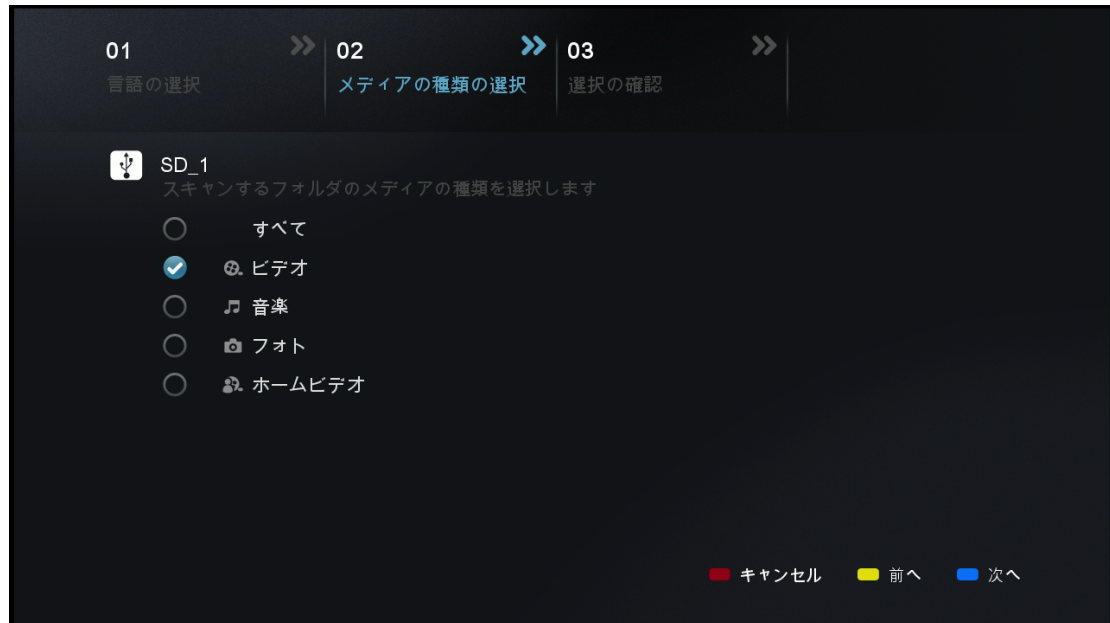 01
言語の選択
02
メディアの種類の選択
03
選択の確認
SD_1
スキャンするフォルダのメディアの種類を選択します
すべて
ビデオ
音楽
フォト
ホームビデオ
キャンセル 前へ 次へ